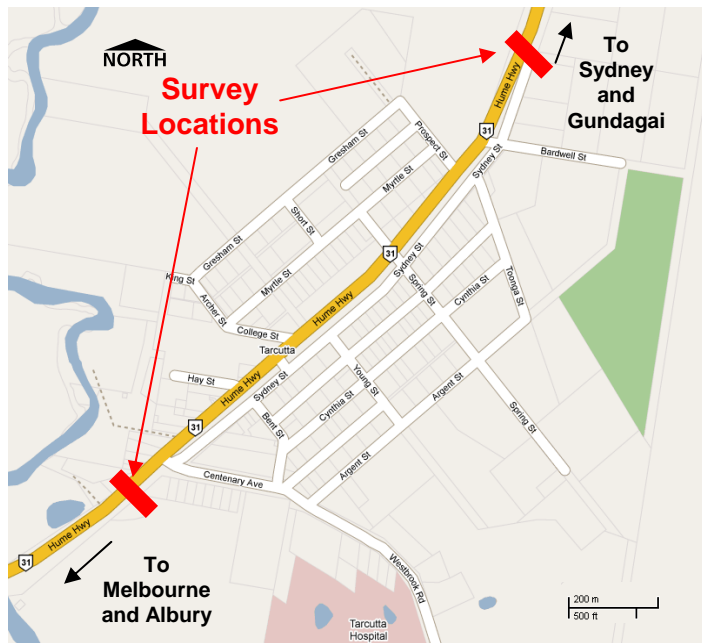 NORTH
Survey
Locations
To
Sydney
and
Gundagai
Hume Hwy
31
Sydney St
Bardwell St
Gresham St
Prospect St
Myrtle St
Short St
Gresham St
King St
Archer St
Myrtle St
31
Sydney St
Hume Hwy
Spring St
Cynthia St
Toonga St
College St
Tarcutta
Hay St
Hume Hwy
Sydney St
Young St
Bent St
Cynthia St
Argent St
Spring St
31
Argent St
Centenary Ave
Hume Hwy
31
To
Melbourne
and Albury
Westbrook Rd
Tarcutta
Hospital
200 m
500 ft